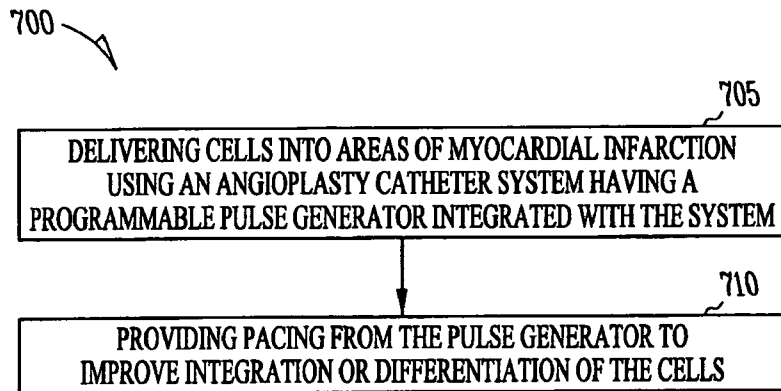 700
705
DELIVERING CELLS INTO AREAS OF MYOCARDIAL INFARCTION
USING AN ANGIOPLASTY CATHETER SYSTEM HAVING A
PROGRAMMABLE PULSE GENERATOR INTEGRATED WITH THE SYSTEM
710
PROVIDING PACING FROM THE PULSE GENERATOR TO
IMPROVE INTEGRATION OR DIFFERENTIATION OF THE CELLS